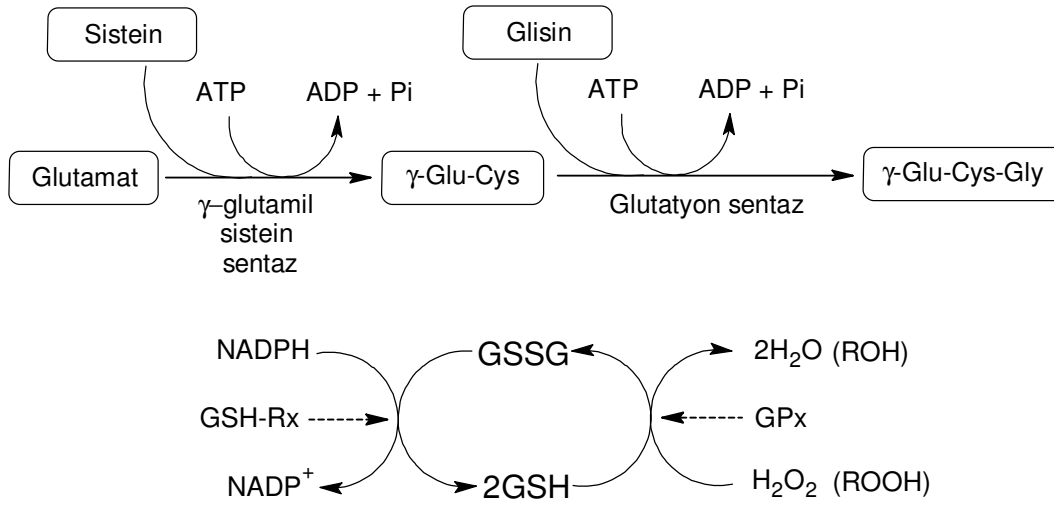 Sistein
Glisin
ATP
ADP + Pi
ATP
ADP + Pi
Glutamat
γ-Glu-Cys
γ-Glu-Cys-Gly
γ–glutamil
sistein
sentaz
Glutatyon sentaz
NADPH
GSSG
2H₂O (ROH)
GSH-Rx
GPx
NADP⁺
2GSH
H₂O₂ (ROOH)